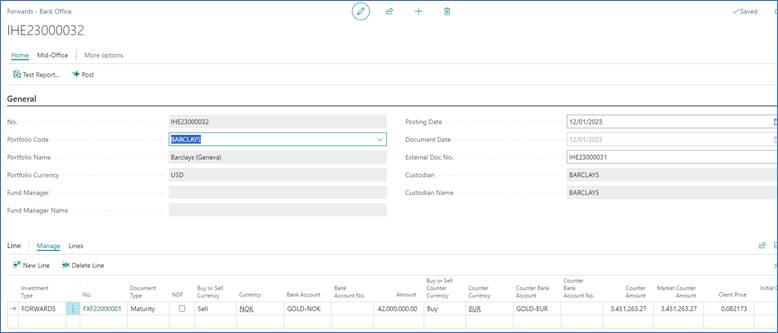 Forwards - Back Office
Saved
IHE23000032
Home Mid-Office More options
Test Report... Post
General
No. IHE23000032 Posting Date 12/01/2023
Portfolio Code BARCLAYS Document Date 12/01/2023
Portfolio Name Barclays (Geneva) External Doc No. IHE23000031
Portfolio Currency USD Custodian BARCLAYS
Fund Manager Custodian Name BARCLAYS
Fund Manager Name
Line Manage Lines
New Line Delete Line
Investment Type No. Document Type NDF Buy or Sell Currency Currency Bank Account Bank Account No. Amount Buy or Sell Counter Currency Counter Currency Counter Bank Account Counter Bank Account No. Counter Amount Market Counter Amount Client Price Initial
FORWARDS FXF22000001 Maturity Sell NOK GOLD-NOK 42,000,000.00 Buy EUR GOLD-EUR 3,451,263.27 3,451,263.27 0.082173